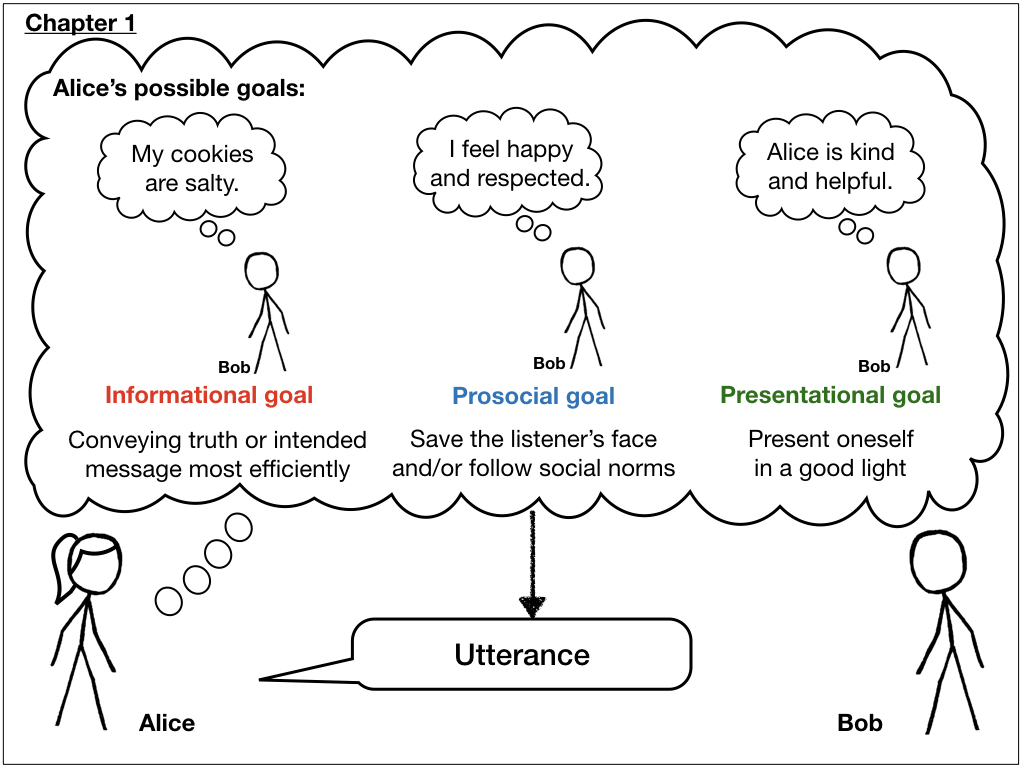 Chapter 1
Alice’s possible goals:
My cookies
are salty.
I feel happy
and respected.
Alice is kind
and helpful.
Bob
Bob
Bob
Informational goal
Prosocial goal
Presentational goal
Conveying truth or intended
message most efficiently
Save the listener’s face
and/or follow social norms
Present oneself
in a good light
Utterance
Alice
Bob